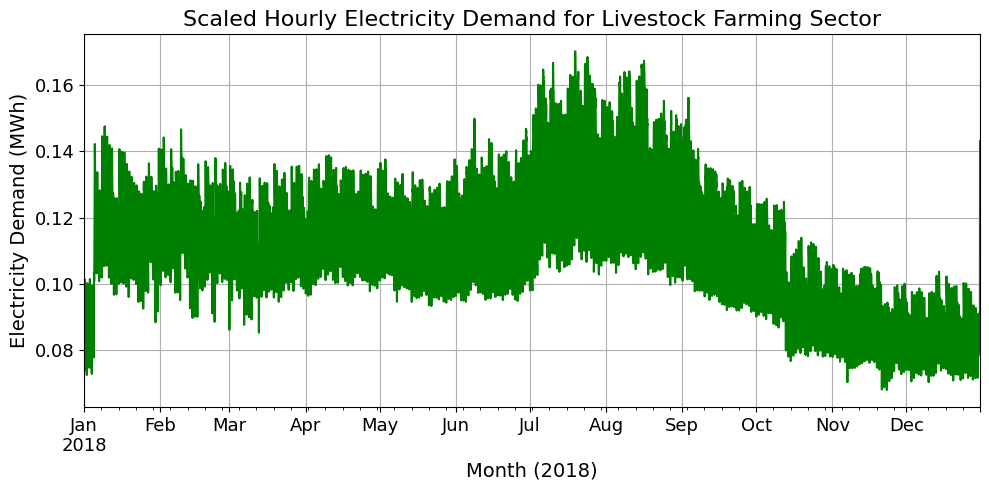 Scaled Hourly Electricity Demand for Livestock Farming Sector
Electricity Demand (MWh)
0.16
0.14
0.12
0.10
0.08
Jan Feb Mar Apr May Jun Jul Aug Sep Oct Nov Dec
2018
Month (2018)